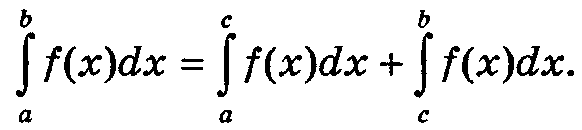 ∫_a^b f(x)dx = ∫_a^c f(x)dx + ∫_c^b f(x)dx.